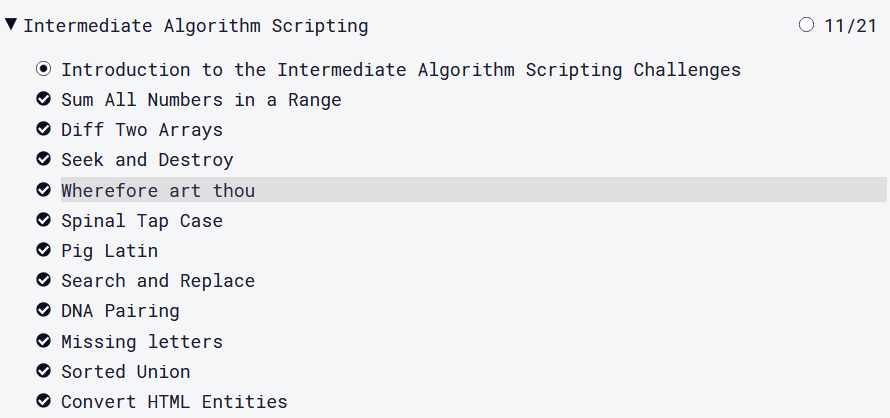 Intermediate Algorithm Scripting 11/21
Introduction to the Intermediate Algorithm Scripting Challenges
Sum All Numbers in a Range
Diff Two Arrays
Seek and Destroy
Wherefore art thou
Spinal Tap Case
Pig Latin
Search and Replace
DNA Pairing
Missing letters
Sorted Union
Convert HTML Entities